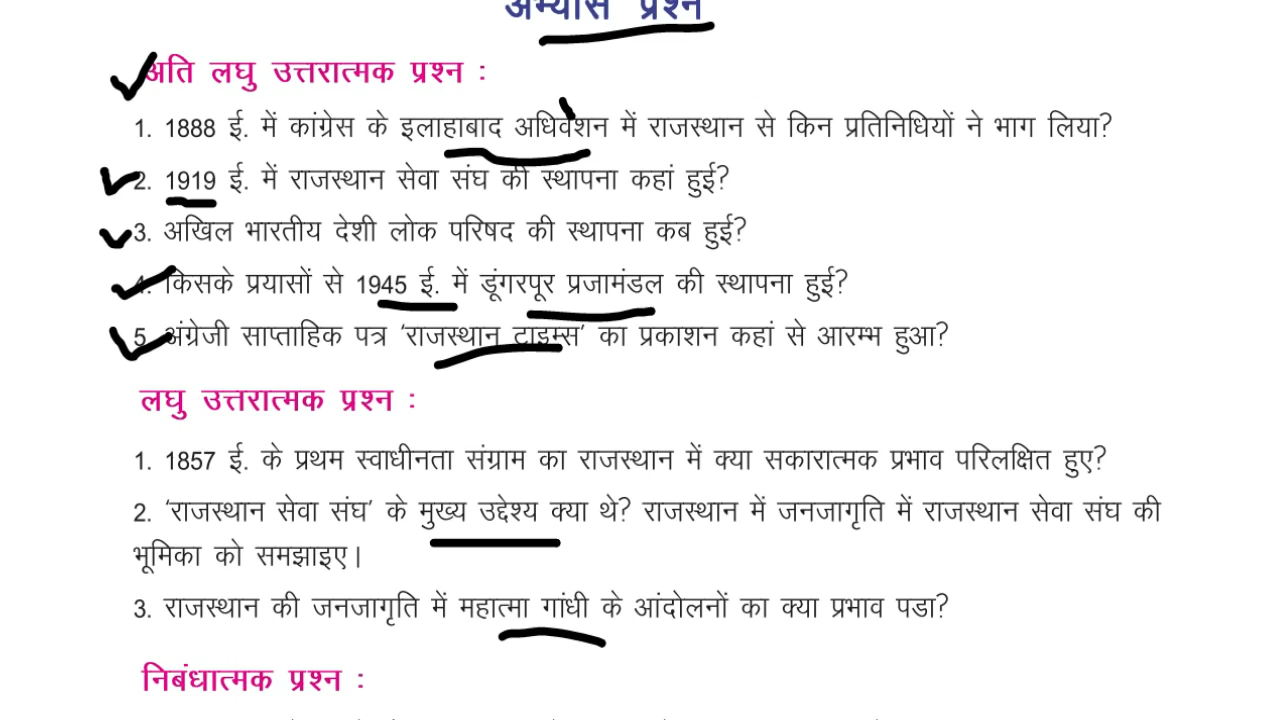 अभ्यास प्रश्न
अति लघु उत्तरात्मक प्रश्न :
1. 1888 ई. में कांग्रेस के इलाहाबाद अधिवेशन में राजस्थान से किन प्रतिनिधियों ने भाग लिया?
2. 1919 ई. में राजस्थान सेवा संघ की स्थापना कहां हुई?
3. अखिल भारतीय देशी लोक परिषद की स्थापना कब हुई?
4. किसके प्रयासों से 1945 ई. में डूंगरपूर प्रजामंडल की स्थापना हुई?
5. अंग्रेजी साप्ताहिक पत्र 'राजस्थान टाइम्स' का प्रकाशन कहां से आरम्भ हुआ?
लघु उत्तरात्मक प्रश्न :
1. 1857 ई. के प्रथम स्वाधीनता संग्राम का राजस्थान में क्या सकारात्मक प्रभाव परिलक्षित हुए?
2. 'राजस्थान सेवा संघ' के मुख्य उद्देश्य क्या थे? राजस्थान में जनजागृति में राजस्थान सेवा संघ की
भूमिका को समझाइए।
3. राजस्थान की जनजागृति में महात्मा गांधी के आंदोलनों का क्या प्रभाव पडा?
निबंधात्मक प्रश्न :